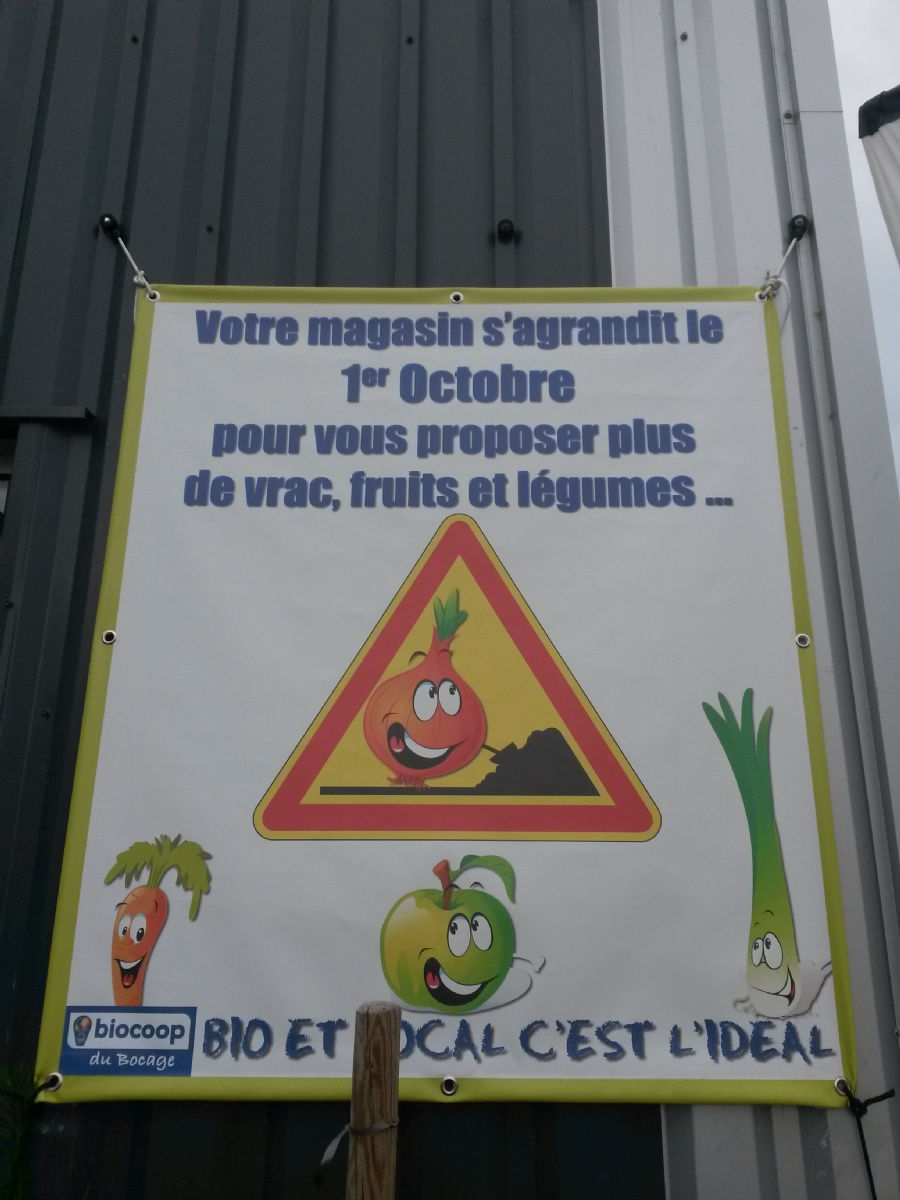 Votre magasin s'agrandit le
1er Octobre
pour vous proposer plus
de vrac, fruits et légumes ...
biocoop
du Bocage
BIO ET OCAL C'EST L'IDEAL